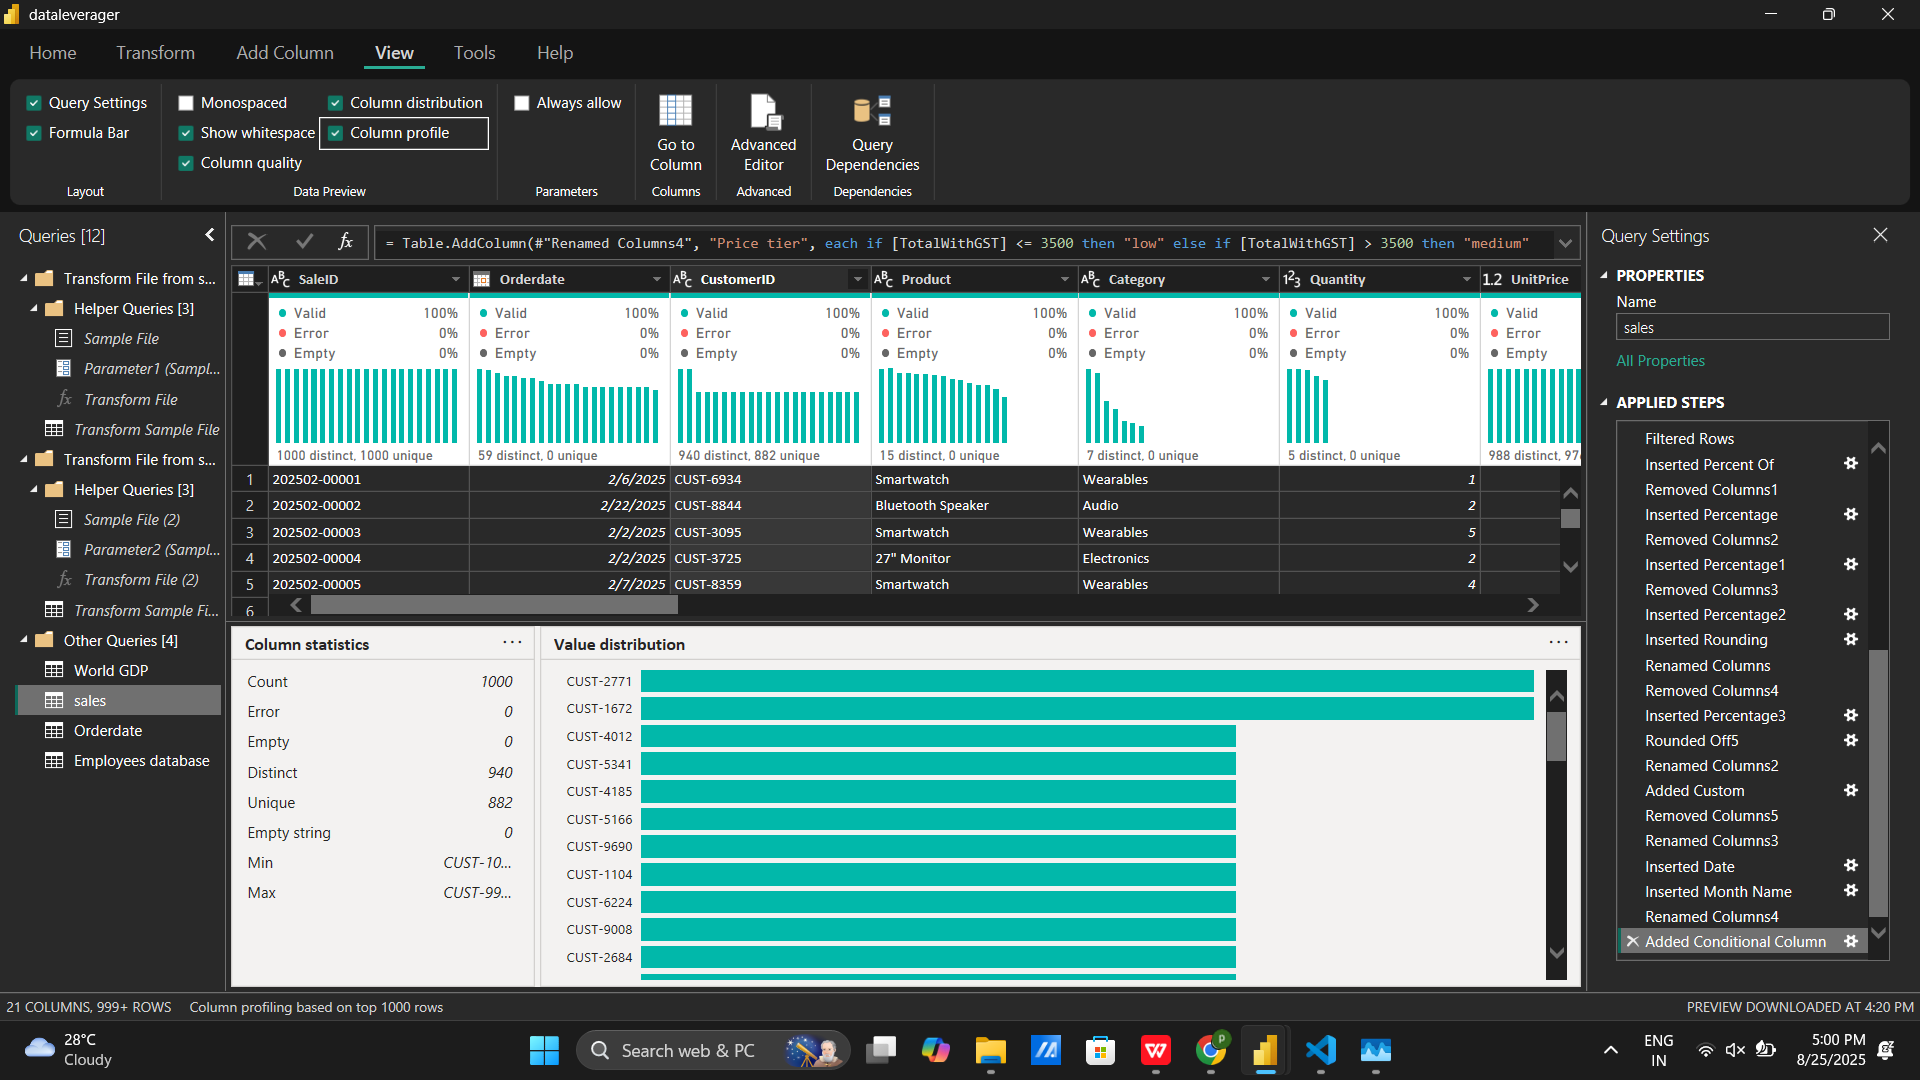 dataleverager
Home Transform Add Column View Tools Help
Query Settings
Formula Bar
Layout
Monospaced
Show whitespace
Column quality
Column distribution
Column profile
Data Preview
Always allow
Parameters
Go to
Column
Columns
Advanced
Editor
Advanced
Query
Dependencies
Dependencies
Queries [12]
Transform File from s...
Helper Queries [3]
Sample File
Parameter1 (Sampl...
Transform File
Transform Sample File
Transform File from s...
Helper Queries [3]
Sample File (2)
Parameter2 (Sampl...
Transform File (2)
Transform Sample Fi...
Other Queries [4]
World GDP
sales
Orderdate
Employees database
fx = Table.AddColumn(#"Renamed Columns4", "Price tier", each if [TotalWithGST] <= 3500 then "low" else if [TotalWithGST] > 3500 then "medium"
ABC SaleID Orderdate ABC CustomerID ABC Product ABC Category 123 Quantity 1.2 UnitPrice
Valid 100% Valid 100% Valid 100% Valid 100% Valid 100% Valid 100% Valid
Error 0% Error 0% Error 0% Error 0% Error 0% Error 0% Error
Empty 0% Empty 0% Empty 0% Empty 0% Empty 0% Empty 0% Empty
1000 distinct, 1000 unique 59 distinct, 0 unique 940 distinct, 882 unique 15 distinct, 0 unique 7 distinct, 0 unique 5 distinct, 0 unique 988 distinct, 97
1 202502-00001 2/6/2025 CUST-6934 Smartwatch Wearables 1
2 202502-00002 2/22/2025 CUST-8844 Bluetooth Speaker Audio 2
3 202502-00003 2/2/2025 CUST-3095 Smartwatch Wearables 5
4 202502-00004 2/2/2025 CUST-3725 27" Monitor Electronics 2
5 202502-00005 2/7/2025 CUST-8359 Smartwatch Wearables 4
6
Column statistics ...
Count 1000
Error 0
Empty 0
Distinct 940
Unique 882
Empty string 0
Min CUST-10...
Max CUST-99...
Value distribution ...
CUST-2771
CUST-1672
CUST-4012
CUST-5341
CUST-4185
CUST-5166
CUST-9690
CUST-1104
CUST-6224
CUST-9008
CUST-2684
Query Settings
PROPERTIES
Name
sales
All Properties
APPLIED STEPS
Filtered Rows
Inserted Percent Of
Removed Columns1
Inserted Percentage
Removed Columns2
Inserted Percentage1
Removed Columns3
Inserted Percentage2
Inserted Rounding
Renamed Columns
Removed Columns4
Inserted Percentage3
Rounded Off5
Renamed Columns2
Added Custom
Removed Columns5
Renamed Columns3
Inserted Date
Inserted Month Name
Renamed Columns4
Added Conditional Column
21 COLUMNS, 999+ ROWS Column profiling based on top 1000 rows PREVIEW DOWNLOADED AT 4:20 PM
28°C
Cloudy
Search web & PC
P
W
ENG
IN
5:00 PM
8/25/2025